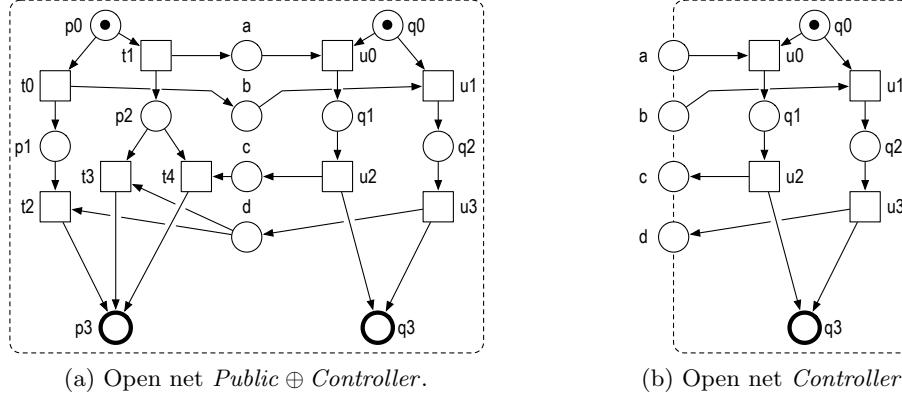 p0 a q0
t1 u0
t0 b u1
p2 q1
p1 c q2
t3 t4 u2
t2 d u3
p3 q3
(a) Open net Public ⊕ Controller.
q0
a u0
u1
b q1
q2
c u2
u3
d
q3
(b) Open net Controller